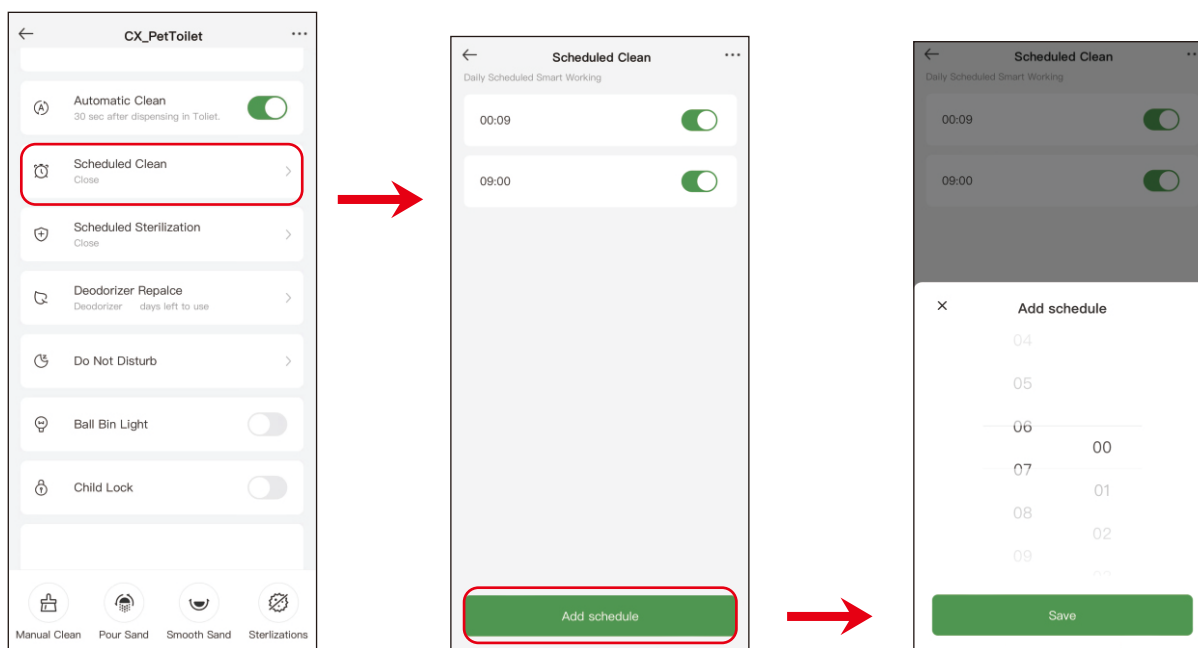 CX_PetToilet
Automatic Clean
30 sec after dispensing in Toliet.
Scheduled Clean
Close
Scheduled Sterilization
Close
Deodorizer Repalce
Deodorizer days left to use
Do Not Disturb
Ball Bin Light
Child Lock
Manual Clean Pour Sand Smooth Sand Sterlizations
Scheduled Clean
Daily Scheduled Smart Working
00:09
09:00
Add schedule
Scheduled Clean
Daily Scheduled Smart Working
00:09
09:00
Add schedule
04
05
06
00
07
01
08
02
09
Save